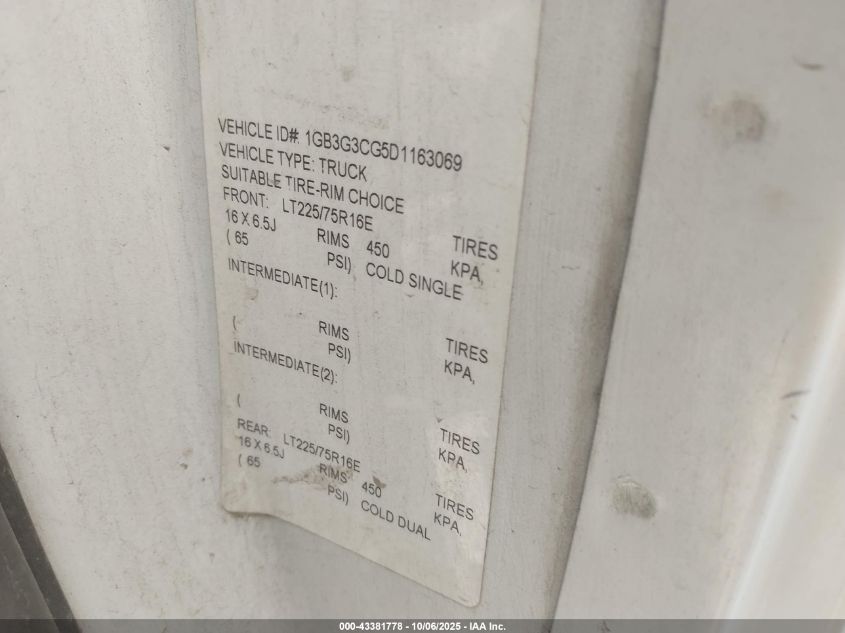 VEHICLE ID#: 1GB3G3CG5D1163069
VEHICLE TYPE: TRUCK
SUITABLE TIRE-RIM CHOICE
FRONT: LT225/75R16E TIRES
16 X 6.5J RIMS 450 KPA,
( 65 PSI) COLD SINGLE
INTERMEDIATE(1):
TIRES
RIMS KPA,
( PSI)
INTERMEDIATE(2):
TIRES
RIMS KPA,
( PSI)
REAR: LT225/75R16E TIRES
16 X 6.5J RIMS 450 KPA,
( 65 PSI) COLD DUAL
000-43381778 - 10/06/2025 - IAA Inc.